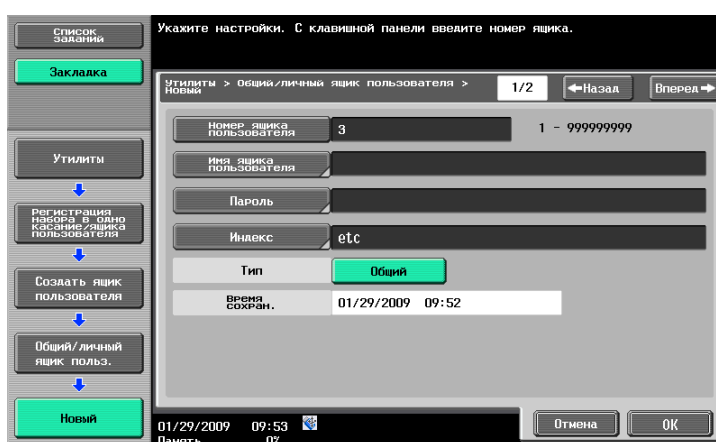 Список
заданий
Закладка
Утилиты
Регистрация
набора в одно
касание/ящика
пользователя
Создать ящик
пользователя
Общий/личный
ящик польз.
Новый
Укажите настройки. С клавишной панели введите номер ящика.
Утилиты > Общий/личный ящик пользователя >
Новый
1/2
Назад
Вперед
Номер ящика
пользователя
3
1 - 999999999
Имя ящика
пользователя
Пароль
Индекс
etc
Тип
Общий
Время
сохран.
01/29/2009 09:52
01/29/2009 09:53
Память 0%
Отмена
OK